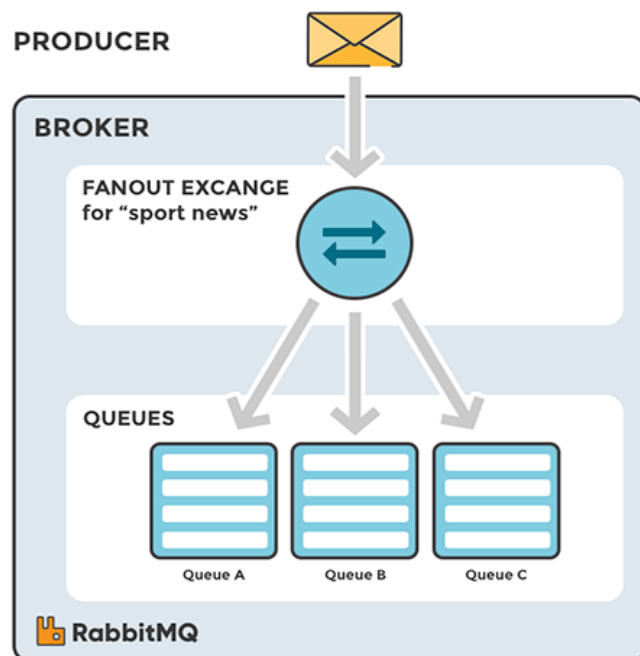 PRODUCER
BROKER
FANOUT EXCANGE
for “sport news”
QUEUES
Queue A
Queue B
Queue C
RabbitMQ